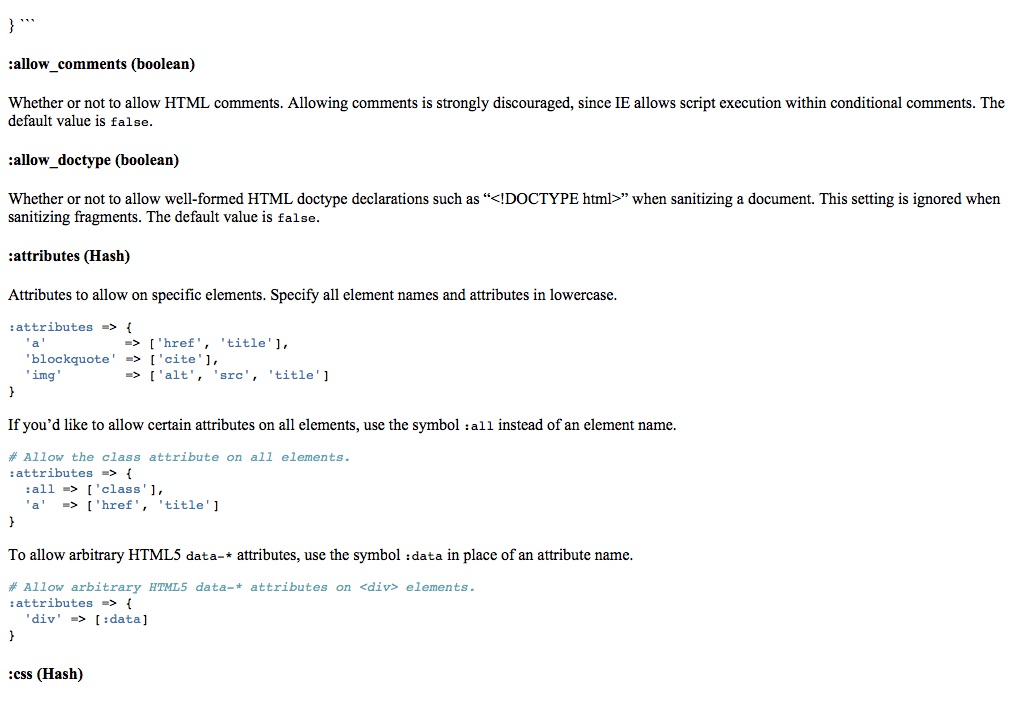 } ```
:allow_comments (boolean)
Whether or not to allow HTML comments. Allowing comments is strongly discouraged, since IE allows script execution within conditional comments. The
default value is false.
:allow_doctype (boolean)
Whether or not to allow well-formed HTML doctype declarations such as “<!DOCTYPE html>” when sanitizing a document. This setting is ignored when
sanitizing fragments. The default value is false.
:attributes (Hash)
Attributes to allow on specific elements. Specify all element names and attributes in lowercase.
:attributes => {
  'a'          => ['href', 'title'],
  'blockquote' => ['cite'],
  'img'        => ['alt', 'src', 'title']
}
If you’d like to allow certain attributes on all elements, use the symbol :all instead of an element name.
# Allow the class attribute on all elements.
:attributes => {
  :all => ['class'],
  'a'  => ['href', 'title']
}
To allow arbitrary HTML5 data-* attributes, use the symbol :data in place of an attribute name.
# Allow arbitrary HTML5 data-* attributes on <div> elements.
:attributes => {
  'div' => [:data]
}
:css (Hash)